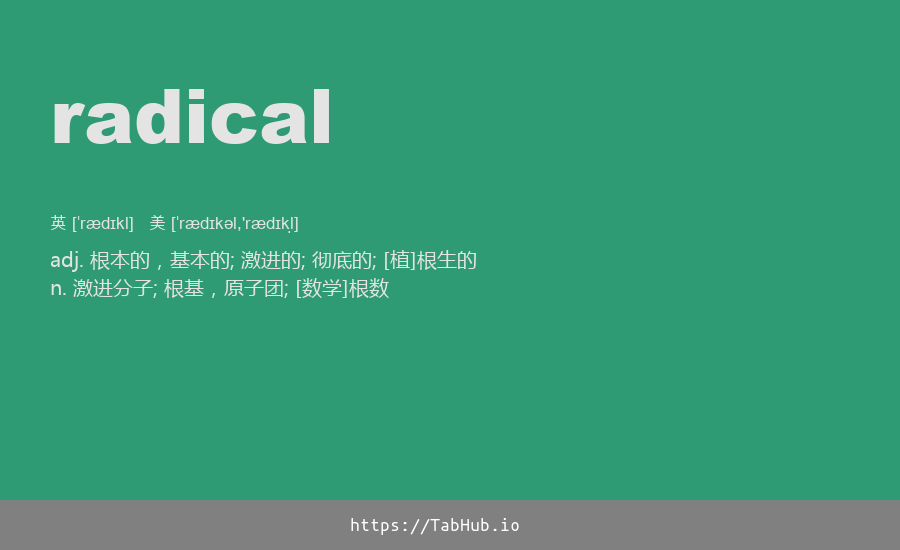 radical
英 [ˈrædɪkl] 美 [ˈrædɪkəl,ˈrædɪkl̩]
adj. 根本的，基本的; 激进的; 彻底的; [植]根生的
n. 激进分子; 根基，原子团; [数学]根数
https://TabHub.io